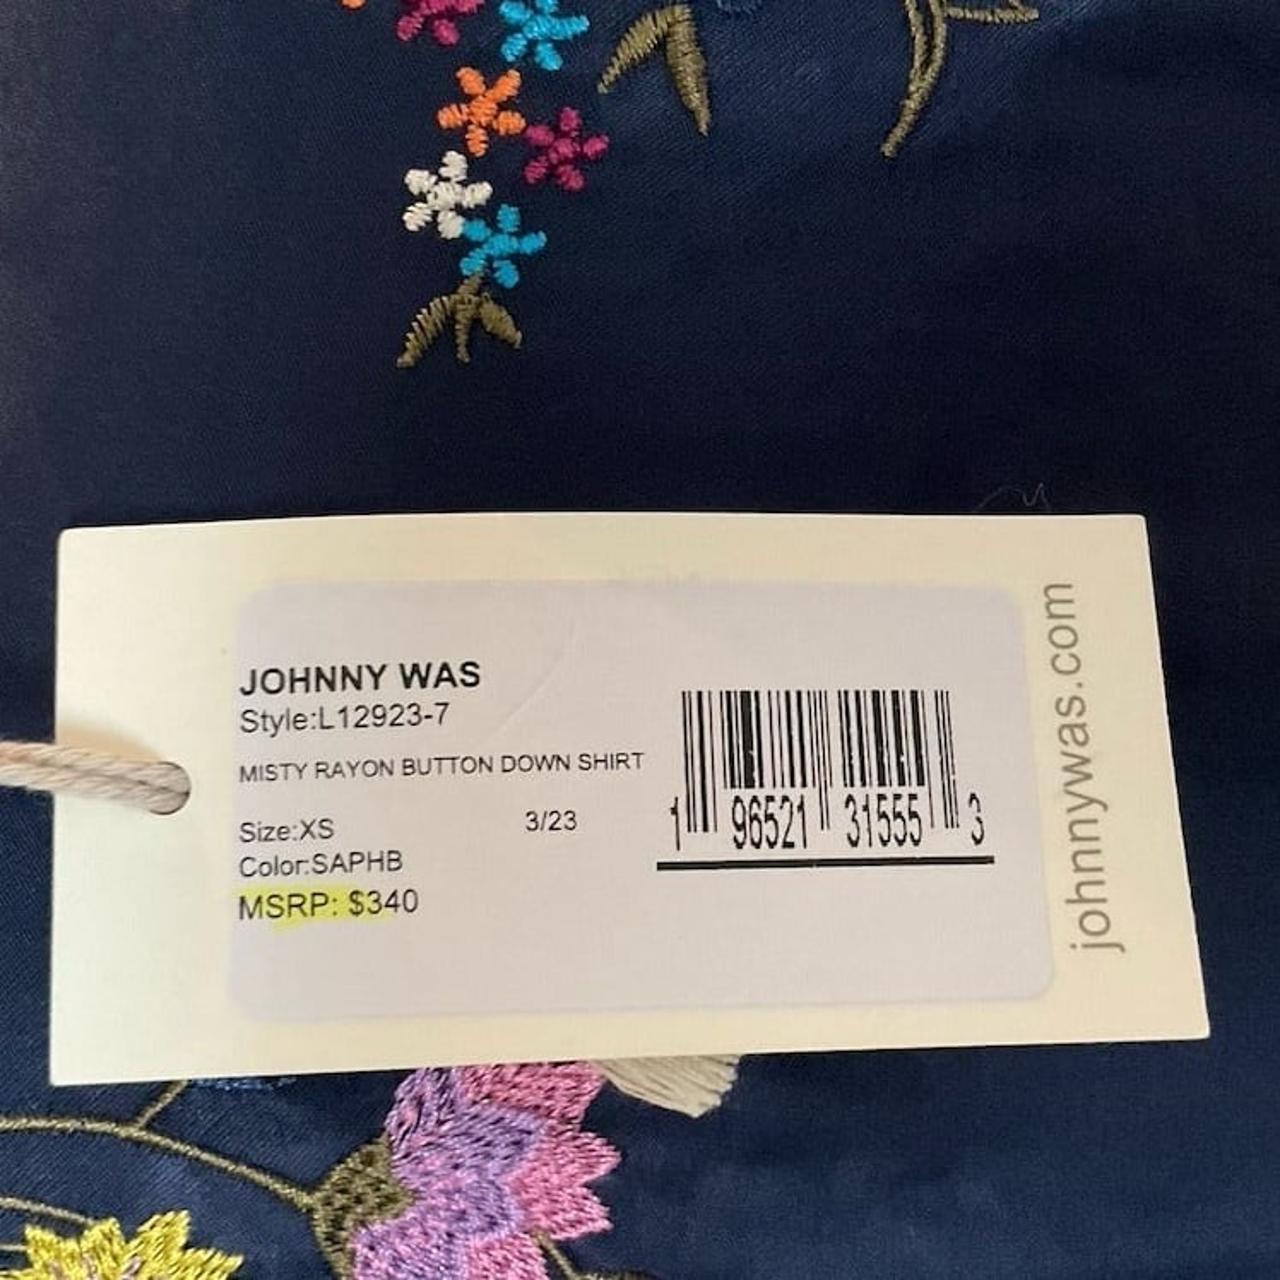 JOHNNY WAS
Style:L12923-7
MISTY RAYON BUTTON DOWN SHIRT
Size:XS 3/23
Color:SAPHB
MSRP: $340
1 96521 31555 3
johnnywas.com